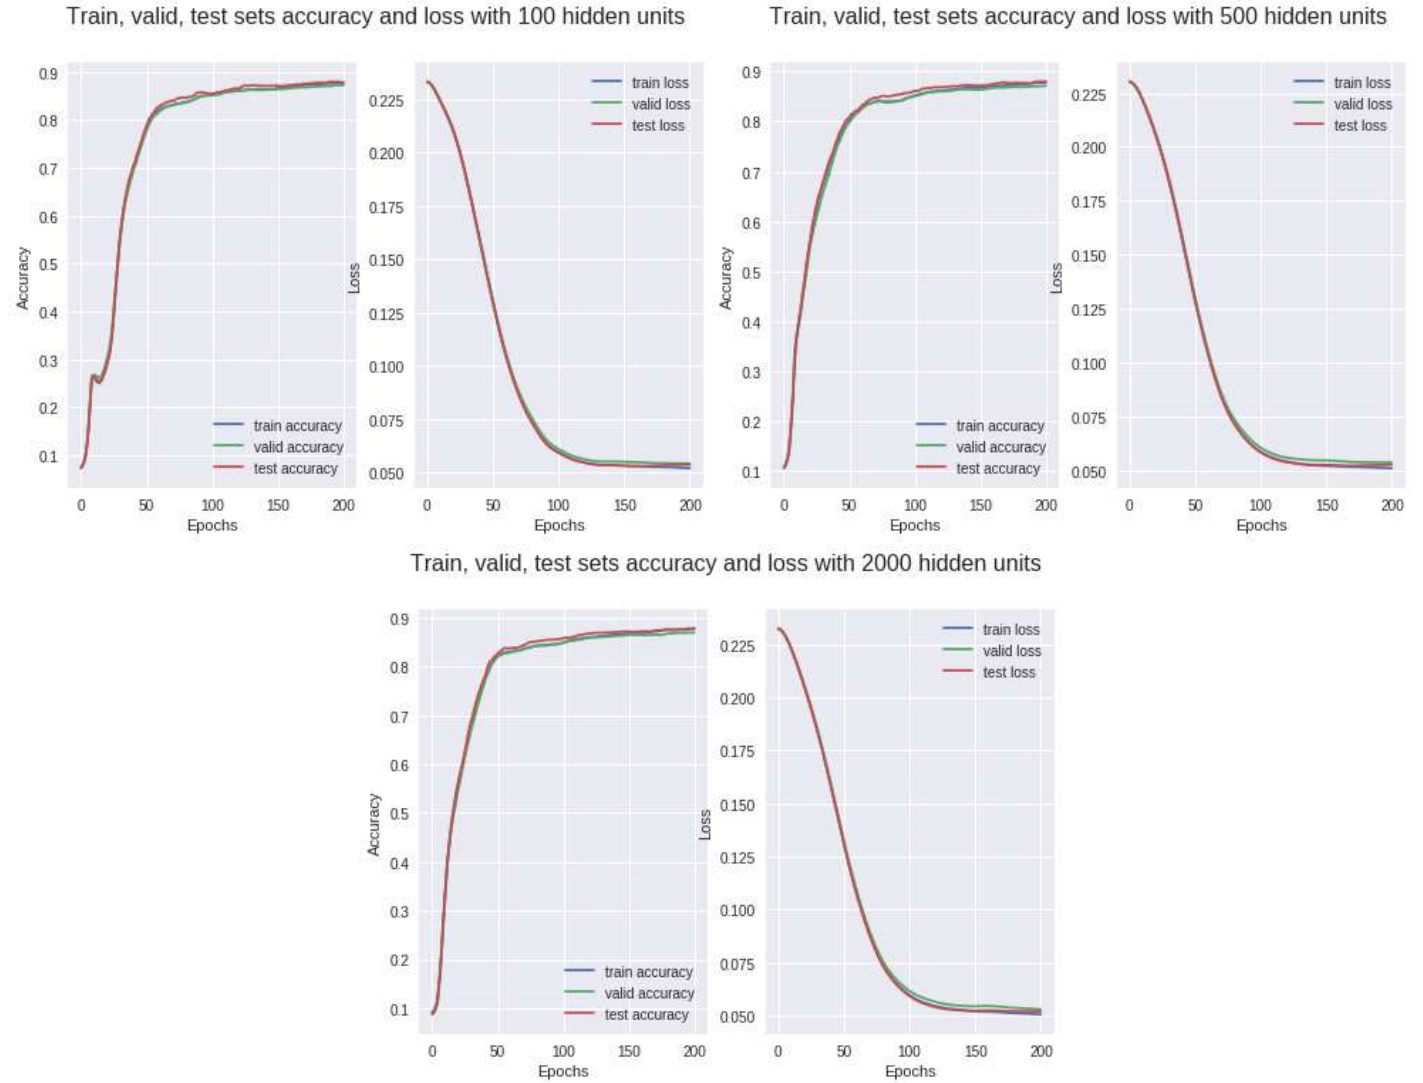 Train, valid, test sets accuracy and loss with 100 hidden units
0.9
0.8
0.7
0.6
0.5
0.4
0.3
0.2
0.1
Accuracy
train accuracy
valid accuracy
test accuracy
0 50 100 150 200
Epochs
0.225
0.200
0.175
0.150
0.125
0.100
0.075
0.050
Loss
train loss
valid loss
test loss
0 50 100 150 200
Epochs
Train, valid, test sets accuracy and loss with 500 hidden units
0.9
0.8
0.7
0.6
0.5
0.4
0.3
0.2
0.1
Accuracy
train accuracy
valid accuracy
test accuracy
0 50 100 150 200
Epochs
0.225
0.200
0.175
0.150
0.125
0.100
0.075
0.050
Loss
train loss
valid loss
test loss
0 50 100 150 200
Epochs
Train, valid, test sets accuracy and loss with 2000 hidden units
0.9
0.8
0.7
0.6
0.5
0.4
0.3
0.2
0.1
Accuracy
train accuracy
valid accuracy
test accuracy
0 50 100 150 200
Epochs
0.225
0.200
0.175
0.150
0.125
0.100
0.075
0.050
Loss
train loss
valid loss
test loss
0 50 100 150 200
Epochs